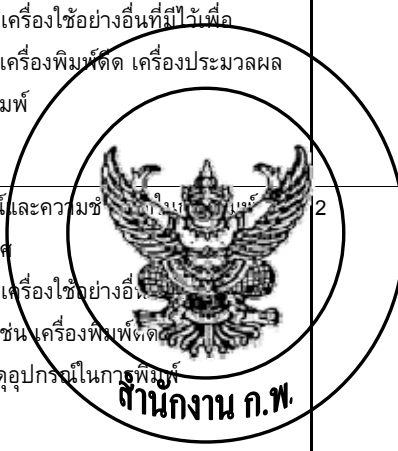 เครื่องใช้อย่างอื่นที่มีไว้เพื่อ
เครื่องพิมพ์ดีด เครื่องประมวลผล
มพ์
และความชำ 2
ศ
เครื่องใช้อย่างอื่น
ช่น เครื่องพิมพ์ดีด
ดุอุปกรณ์ในการพิมพ์
สำนักงาน ก.พ.